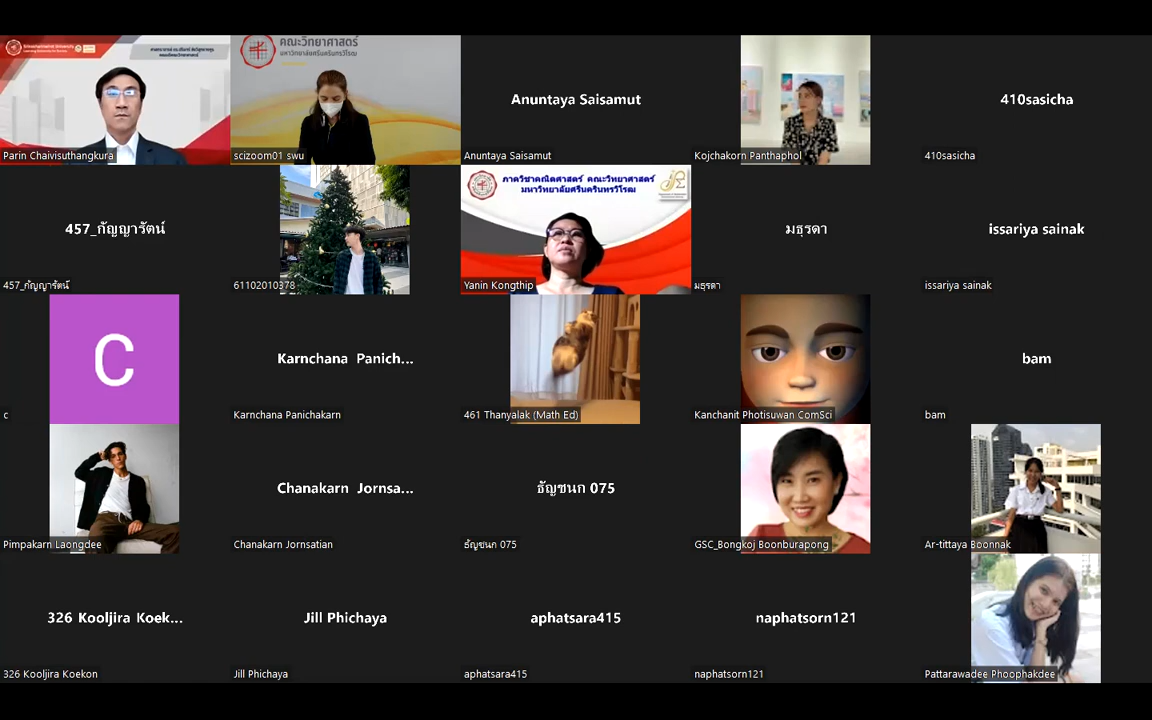 Srinakharinwirot University
คณะวิทยาศาสตร์
มหาวิทยาลัยศรีนครินทรวิโรฒ
Anuntaya Saisamut
410sasicha
Parin Chaivisuthangkura
scizoom01 swu
Anuntaya Saisamut
Kojchakorn Panthaphol
410sasicha
ภาควิชาคณิตศาสตร์ คณะวิทยาศาสตร์
มหาวิทยาลัยศรีนครินทรวิโรฒ
457_กัญญารัตน์
มธุรดา
issariya sainak
457_กัญญารัตน์
61102010378
Yanin Kongthip
มธุรดา
issariya sainak
C
Karnchana Panich...
bam
c
Karnchana Panichakarn
461 Thanyalak (Math Ed)
Kanchanit Photisuwan ComSci
bam
Chanakarn Jornsa...
ธัญชนก 075
Pimpakarn Laongdee
Chanakarn Jornsatian
ธัญชนก 075
GSC_Bongkoj Boonburapong
Ar-tittaya Boonnak
326 Kooljira Koek...
Jill Phichaya
aphatsara415
naphatsorn121
326 Kooljira Koekon
Jill Phichaya
aphatsara415
naphatsorn121
Pattarawadee Phoophakdee